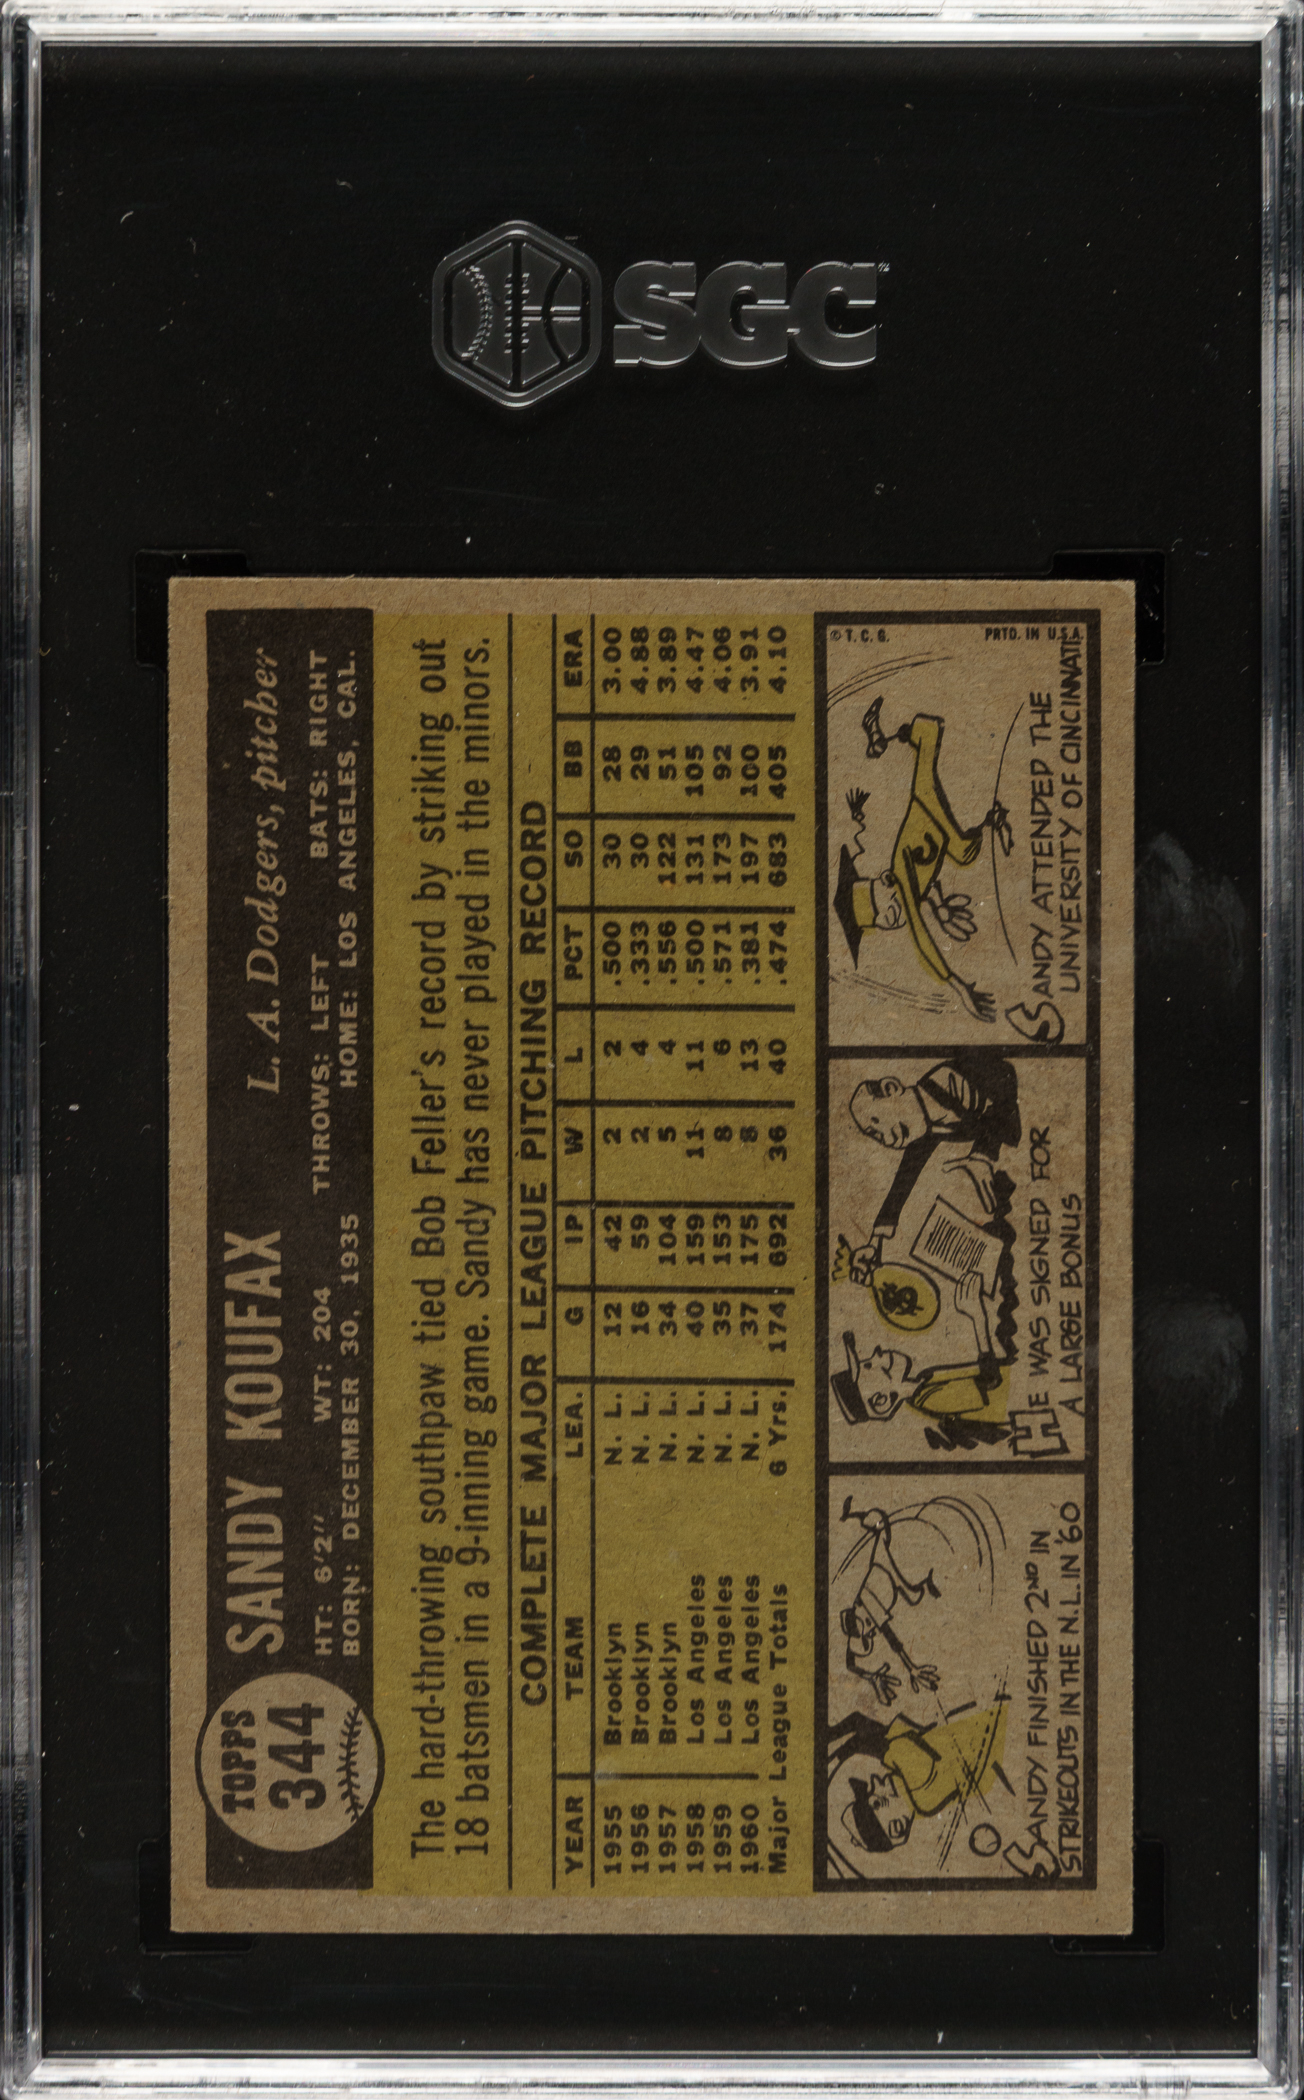 SGC
TOPPS
344
SANDY KOUFAX L. A. Dodgers, pitcher
HT: 6'2" WT: 204 THROWS: LEFT BATS: RIGHT
BORN: DECEMBER 30, 1935 HOME: LOS ANGELES, CAL.
The hard-throwing southpaw tied Bob Feller's record by striking out
18 batsmen in a 9-inning game. Sandy has never played in the minors.
COMPLETE MAJOR LEAGUE PITCHING RECORD
YEAR TEAM LEA. G IP W L PCT SO BB ERA
1955 Brooklyn N. L. 12 42 2 2 .500 30 28 3.00
1956 Brooklyn N. L. 16 59 2 4 .333 30 29 4.88
1957 Brooklyn N. L. 34 104 5 4 .556 122 51 3.89
1958 Los Angeles N. L. 40 159 11 11 .500 131 105 4.47
1959 Los Angeles N. L. 35 153 8 6 .571 173 92 4.06
1960 Los Angeles N. L. 37 175 8 13 .381 197 100 3.91
Major League Totals 6 Yrs. 174 692 36 40 .474 683 405 4.10
SANDY FINISHED 2ND IN
STRIKEOUTS IN THE N.L. IN '60
HE WAS SIGNED FOR
A LARGE BONUS
$
© T. C. G.
PRTD. IN U.S.A.
C
SANDY ATTENDED THE
UNIVERSITY OF CINCINNATI